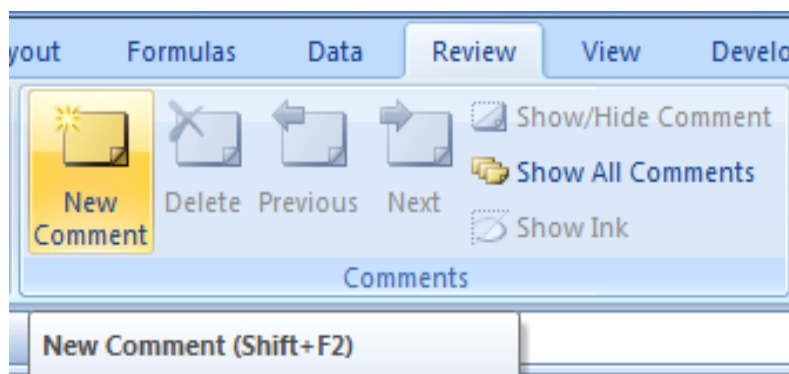 yout Formulas Data Review View Develo
New Comment
Delete Previous Next
Show/Hide Comment
Show All Comments
Show Ink
Comments
New Comment (Shift+F2)